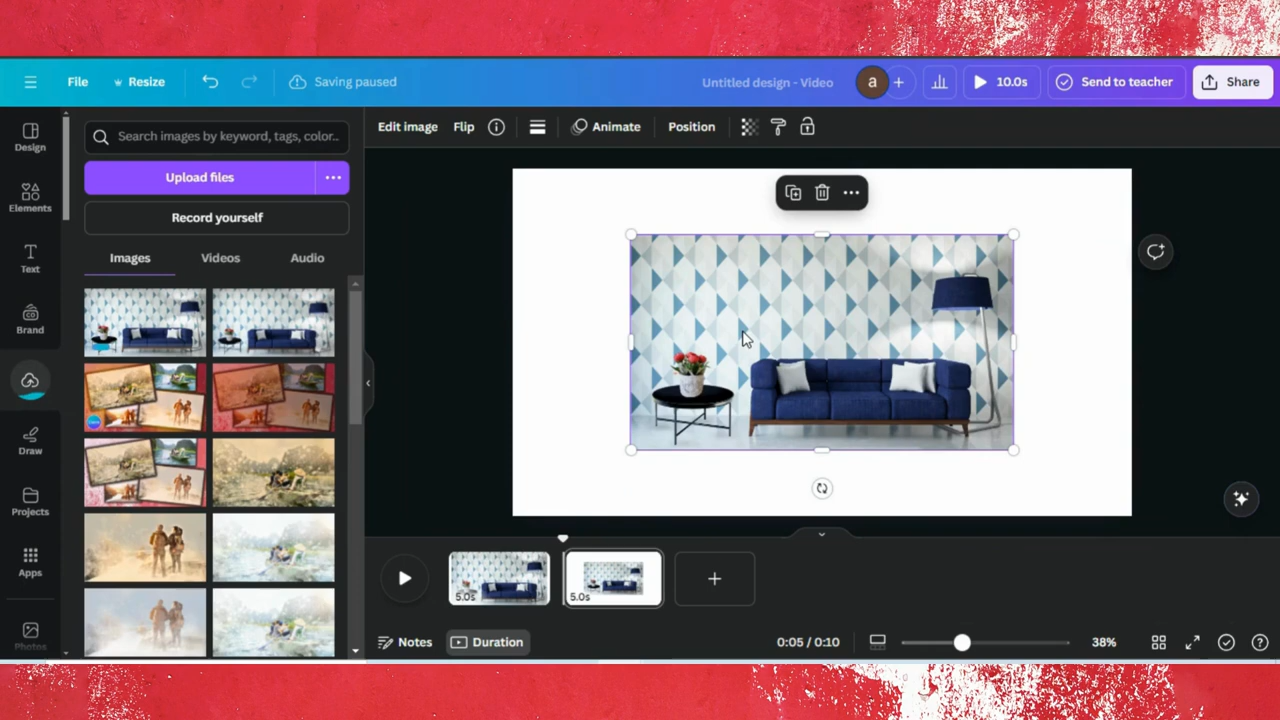 File
Resize
Saving paused
Untitled design - Video
a
10.0s
Send to teacher
Share
Design
Elements
Text
Brand
Draw
Projects
Apps
Photos
Search images by keyword, tags, color...
Upload files
Record yourself
Images
Videos
Audio
Edit image
Flip
Animate
Position
5.0s
5.0s
Notes
Duration
0:05 / 0:10
38%